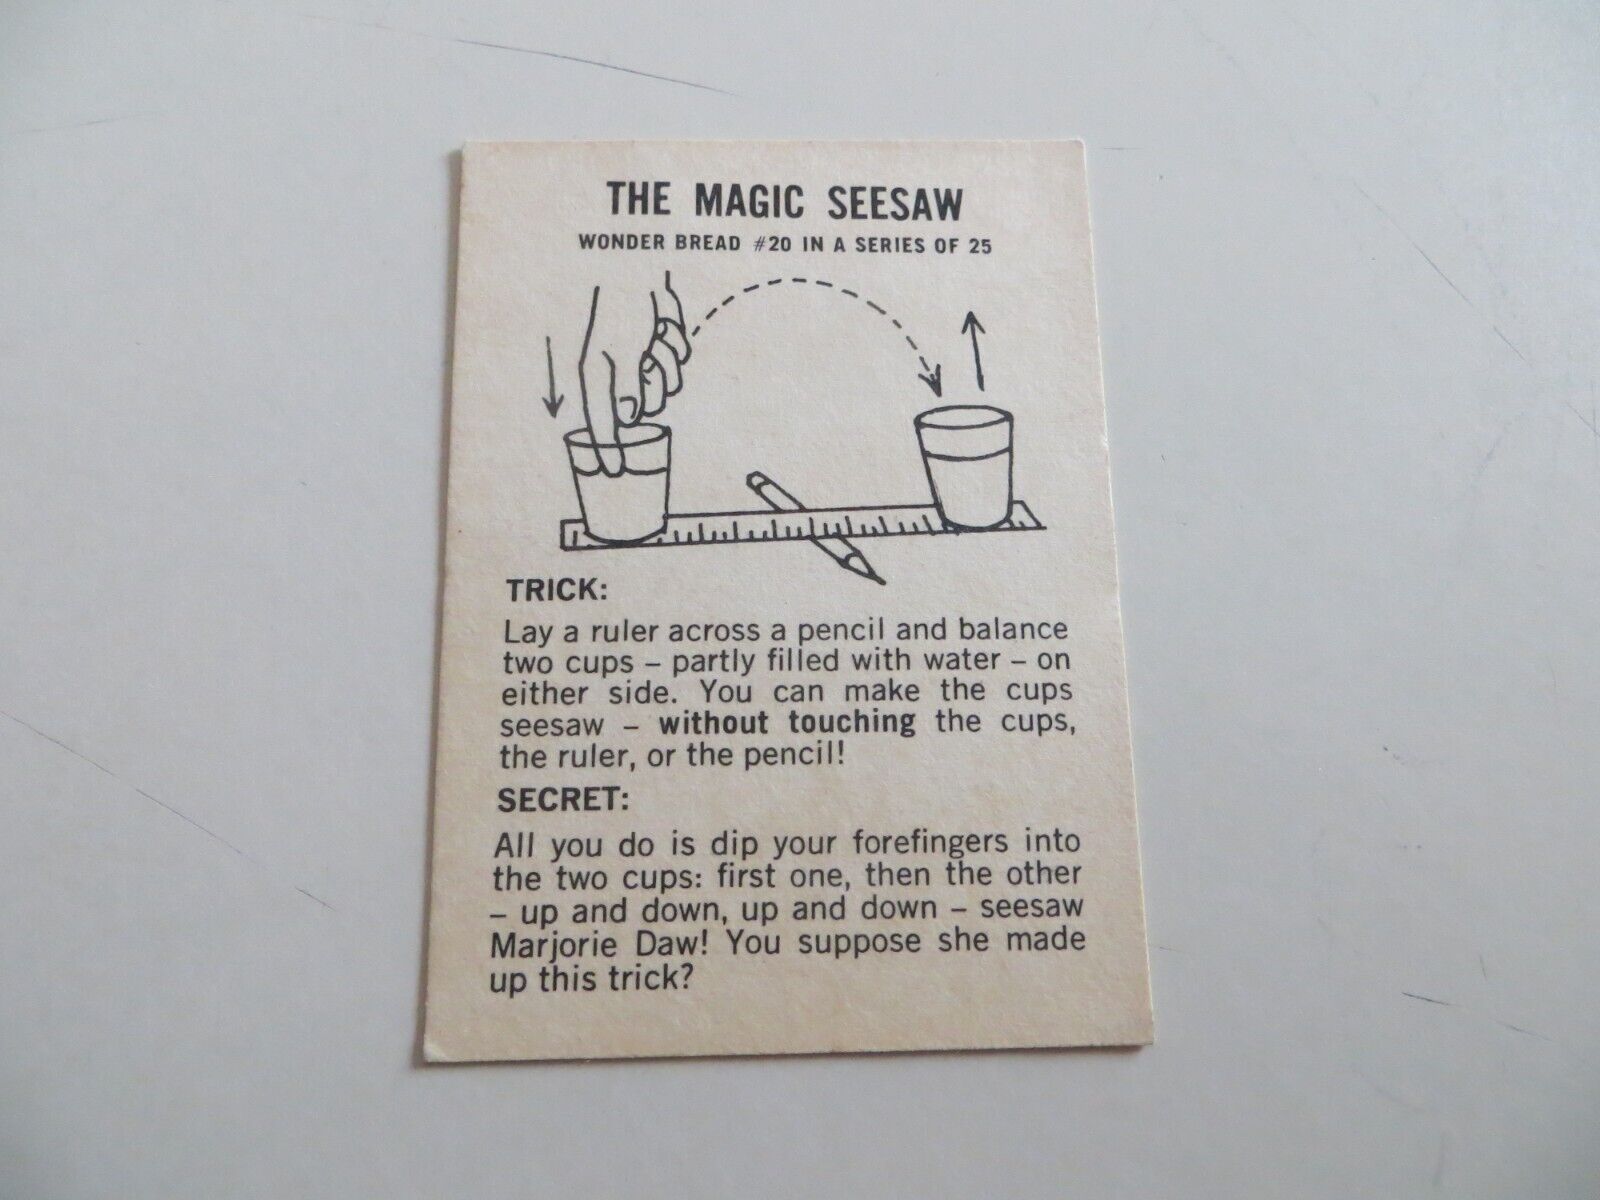 THE MAGIC SEESAW
WONDER BREAD #20 IN A SERIES OF 25
TRICK:
Lay a ruler across a pencil and balance
two cups – partly filled with water – on
either side. You can make the cups
seesaw – without touching the cups,
the ruler, or the pencil!
SECRET:
All you do is dip your forefingers into
the two cups: first one, then the other
– up and down, up and down – seesaw
Marjorie Daw! You suppose she made
up this trick?